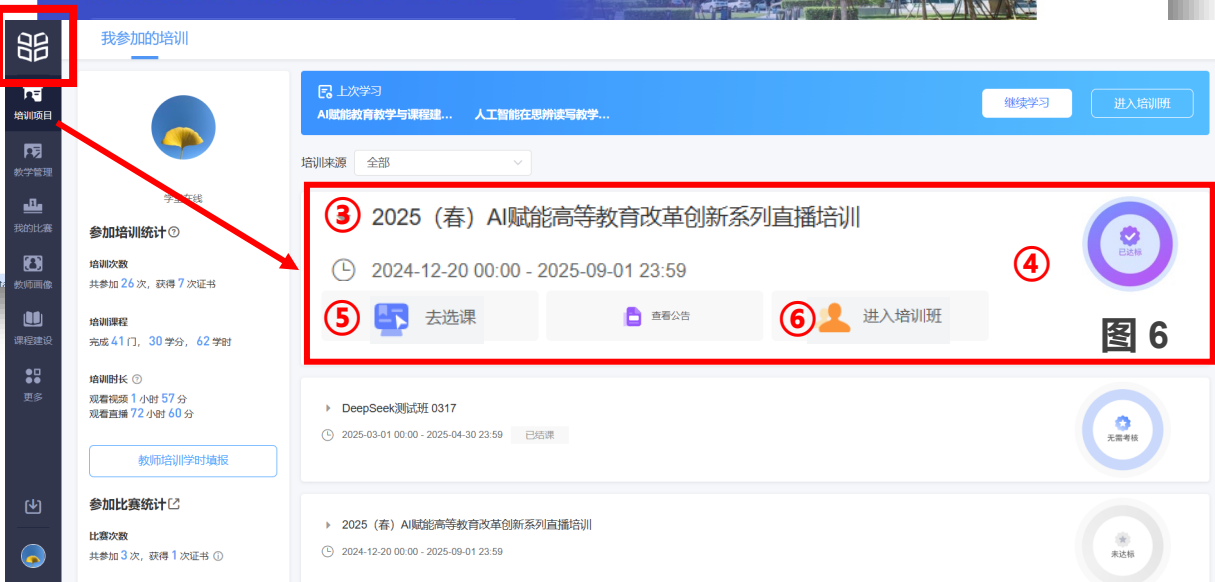 我参加的培训
培训项目
教学管理
我的比赛
教师画像
课程建设
更多
学堂在线
参加培训统计
培训次数
共参加 26 次，获得 7 次证书
培训课程
完成 41 门， 30 学分， 62 学时
培训时长
观看视频 1 小时 57 分
观看直播 72 小时 60 分
教师培训学时填报
参加比赛统计
比赛次数
共参加 3 次，获得 1 次证书
上次学习
AI赋能教育教学与课程建... 人工智能在思辨读写教学...
继续学习
进入培训班
培训来源 全部
③ 2025（春）AI赋能高等教育改革创新系列直播培训
2024-12-20 00:00 - 2025-09-01 23:59
④ 已达标
⑤ 去选课
查看公告
⑥ 进入培训班
图 6
DeepSeek测试班 0317
2025-03-01 00:00 - 2025-04-30 23:59 已结课
无需考核
2025（春）AI赋能高等教育改革创新系列直播培训
2024-12-20 00:00 - 2025-09-01 23:59
未达标